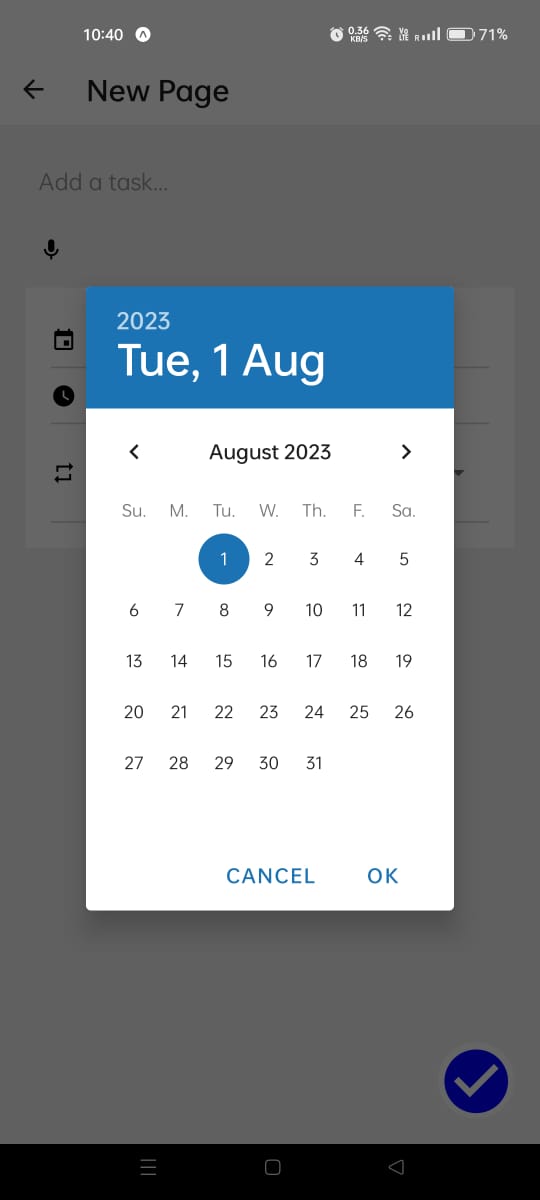 10:40 0.36 KB/S Vo LTE R 71%
New Page
Add a task...
2023
Tue, 1 Aug
August 2023
Su. M. Tu. W. Th. F. Sa.
1 2 3 4 5
6 7 8 9 10 11 12
13 14 15 16 17 18 19
20 21 22 23 24 25 26
27 28 29 30 31
CANCEL OK